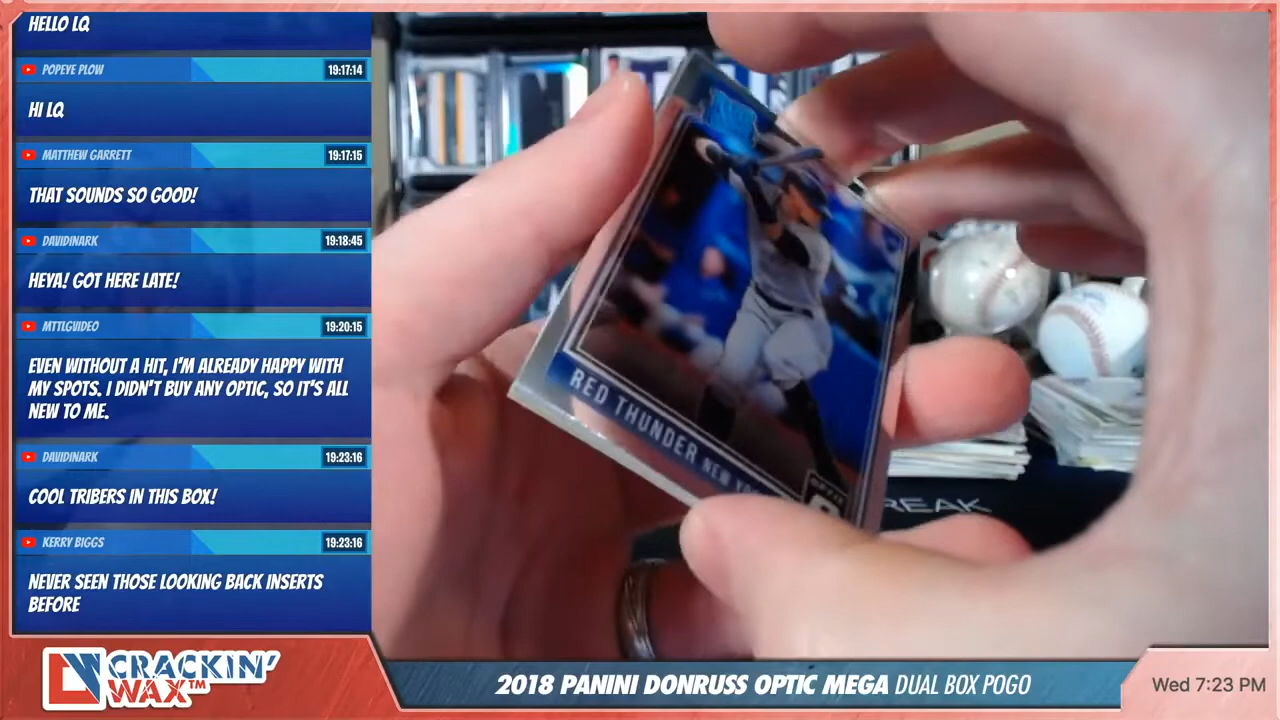 HELLO LQ
POPEYE PLOW 19:17:14
HI LQ
MATTHEW GARRETT 19:17:15
THAT SOUNDS SO GOOD!
DAVIDINARK 19:18:45
HEYA! GOT HERE LATE!
MTTLGVIDEO 19:20:15
EVEN WITHOUT A HIT, I'M ALREADY HAPPY WITH
MY SPOTS. I DIDN'T BUY ANY OPTIC, SO IT'S ALL
NEW TO ME.
DAVIDINARK 19:23:16
COOL TRIBERS IN THIS BOX!
KERRY BIGGS 19:23:16
NEVER SEEN THOSE LOOKING BACK INSERTS
BEFORE
RED THUNDER NEW
OPTIC
REAK
CRACKIN'
WAX™
2018 PANINI DONRUSS OPTIC MEGA DUAL BOX POGO
Wed 7:23 PM